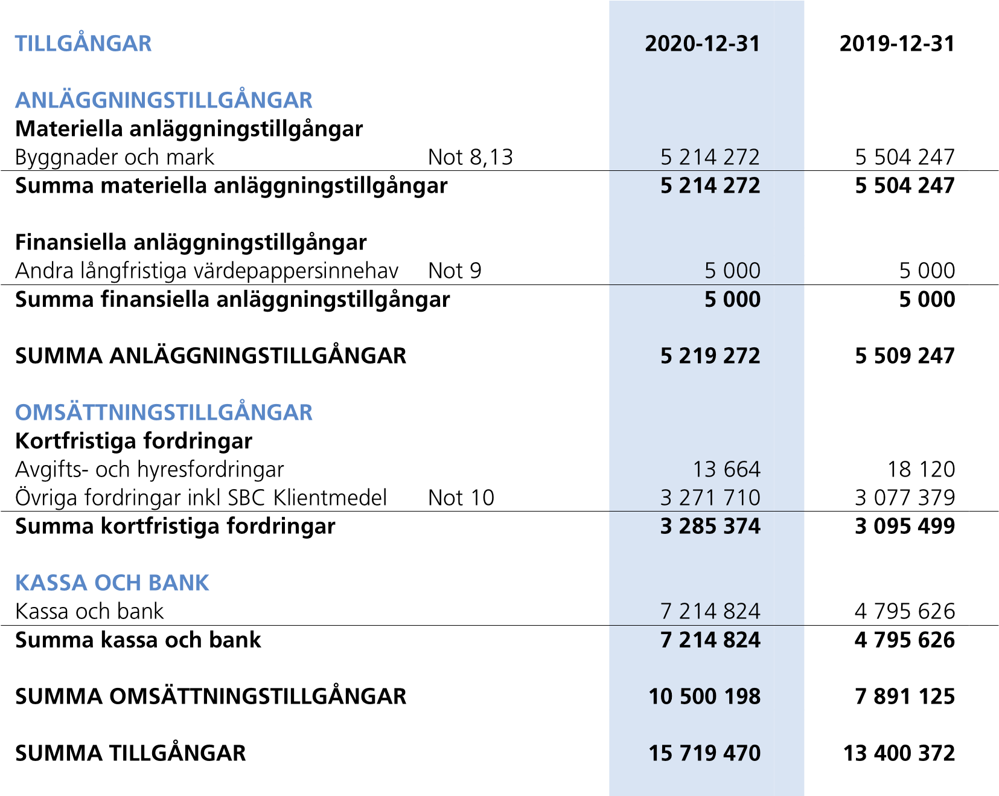 TILLGÅNGAR 2020-12-31 2019-12-31
ANLÄGGNINGSTILLGÅNGAR
Materiella anläggningstillgångar
Byggnader och mark Not 8,13 5 214 272 5 504 247
Summa materiella anläggningstillgångar 5 214 272 5 504 247
Finansiella anläggningstillgångar
Andra långfristiga värdepappersinnehav Not 9 5 000 5 000
Summa finansiella anläggningstillgångar 5 000 5 000
SUMMA ANLÄGGNINGSTILLGÅNGAR 5 219 272 5 509 247
OMSÄTTNINGSTILLGÅNGAR
Kortfristiga fordringar
Avgifts- och hyresfordringar 13 664 18 120
Övriga fordringar inkl SBC Klientmedel Not 10 3 271 710 3 077 379
Summa kortfristiga fordringar 3 285 374 3 095 499
KASSA OCH BANK
Kassa och bank 7 214 824 4 795 626
Summa kassa och bank 7 214 824 4 795 626
SUMMA OMSÄTTNINGSTILLGÅNGAR 10 500 198 7 891 125
SUMMA TILLGÅNGAR 15 719 470 13 400 372